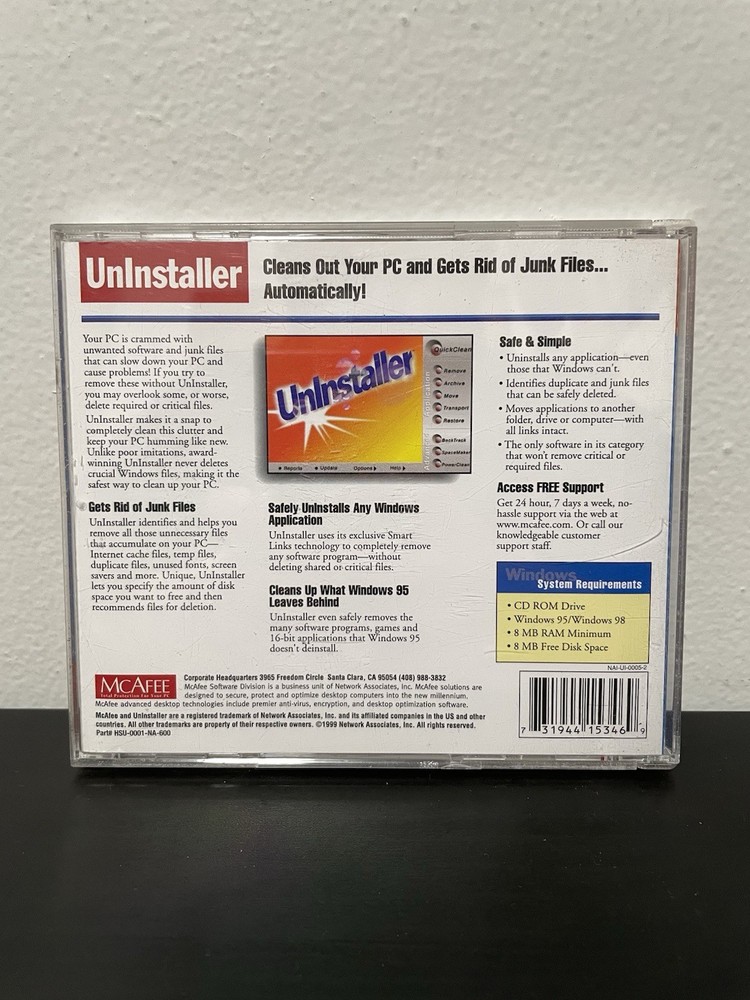 UnInstaller
Cleans Out Your PC and Gets Rid of Junk Files...
Automatically!
Your PC is crammed with
unwanted software and junk files
that can slow down your PC and
cause problems! If you try to
remove these without UnInstaller,
you may overlook some, or worse,
delete required or critical files.
UnInstaller makes it a snap to
completely clean this clutter and
keep your PC humming like new.
Unlike poor imitations, award-
winning UnInstaller never deletes
crucial Windows files, making it the
safest way to clean up your PC.
Gets Rid of Junk Files
UnInstaller identifies and helps you
remove all those unnecessary files
that accumulate on your PC—
Internet cache files, temp files,
duplicate files, unused fonts, screen
savers and more. Unique, UnInstaller
lets you specify the amount of disk
space you want to free and then
recommends files for deletion.
UnInstaller
QuickClean
Application
Remove
Archive
Move
Transport
Restore
Advanced
BackTrack
SpaceMaker
PowerClean
Reports
Update
Options
Help
Safely UnInstalls Any Windows
Application
UnInstaller uses its exclusive Smart
Links technology to completely remove
any software program—without
deleting shared or critical files.
Cleans Up What Windows 95
Leaves Behind
UnInstaller even safely removes the
many software programs, games and
16-bit applications that Windows 95
doesn't deinstall.
Safe & Simple
• Uninstalls any application—even
those that Windows can't.
• Identifies duplicate and junk files
that can be safely deleted.
• Moves applications to another
folder, drive or computer—with
all links intact.
• The only software in its category
that won't remove critical or
required files.
Access FREE Support
Get 24 hour, 7 days a week, no-
hassle support via the web at
www.mcafee.com. Or call our
knowledgeable customer
support staff.
Windows
System Requirements
• CD ROM Drive
• Windows 95/Windows 98
• 8 MB RAM Minimum
• 8 MB Free Disk Space
NAI-UI-0005-2
McAFEE
Total Protection For Your PC
Corporate Headquarters 3965 Freedom Circle Santa Clara, CA 95054 (408) 988-3832
McAfee Software Division is a business unit of Network Associates, Inc. McAfee solutions are
designed to secure, protect and optimize desktop computers into the new millennium.
McAfee advanced desktop technologies include premier anti-virus, encryption, and desktop optimization software.
McAfee and UnInstaller are a registered trademark of Network Associates, Inc. and its affiliated companies in the US and other
countries. All other trademarks are property of their respective owners. ©1999 Network Associates, Inc. All rights reserved.
Part# HSU-0001-NA-600
7 31944 15346 9